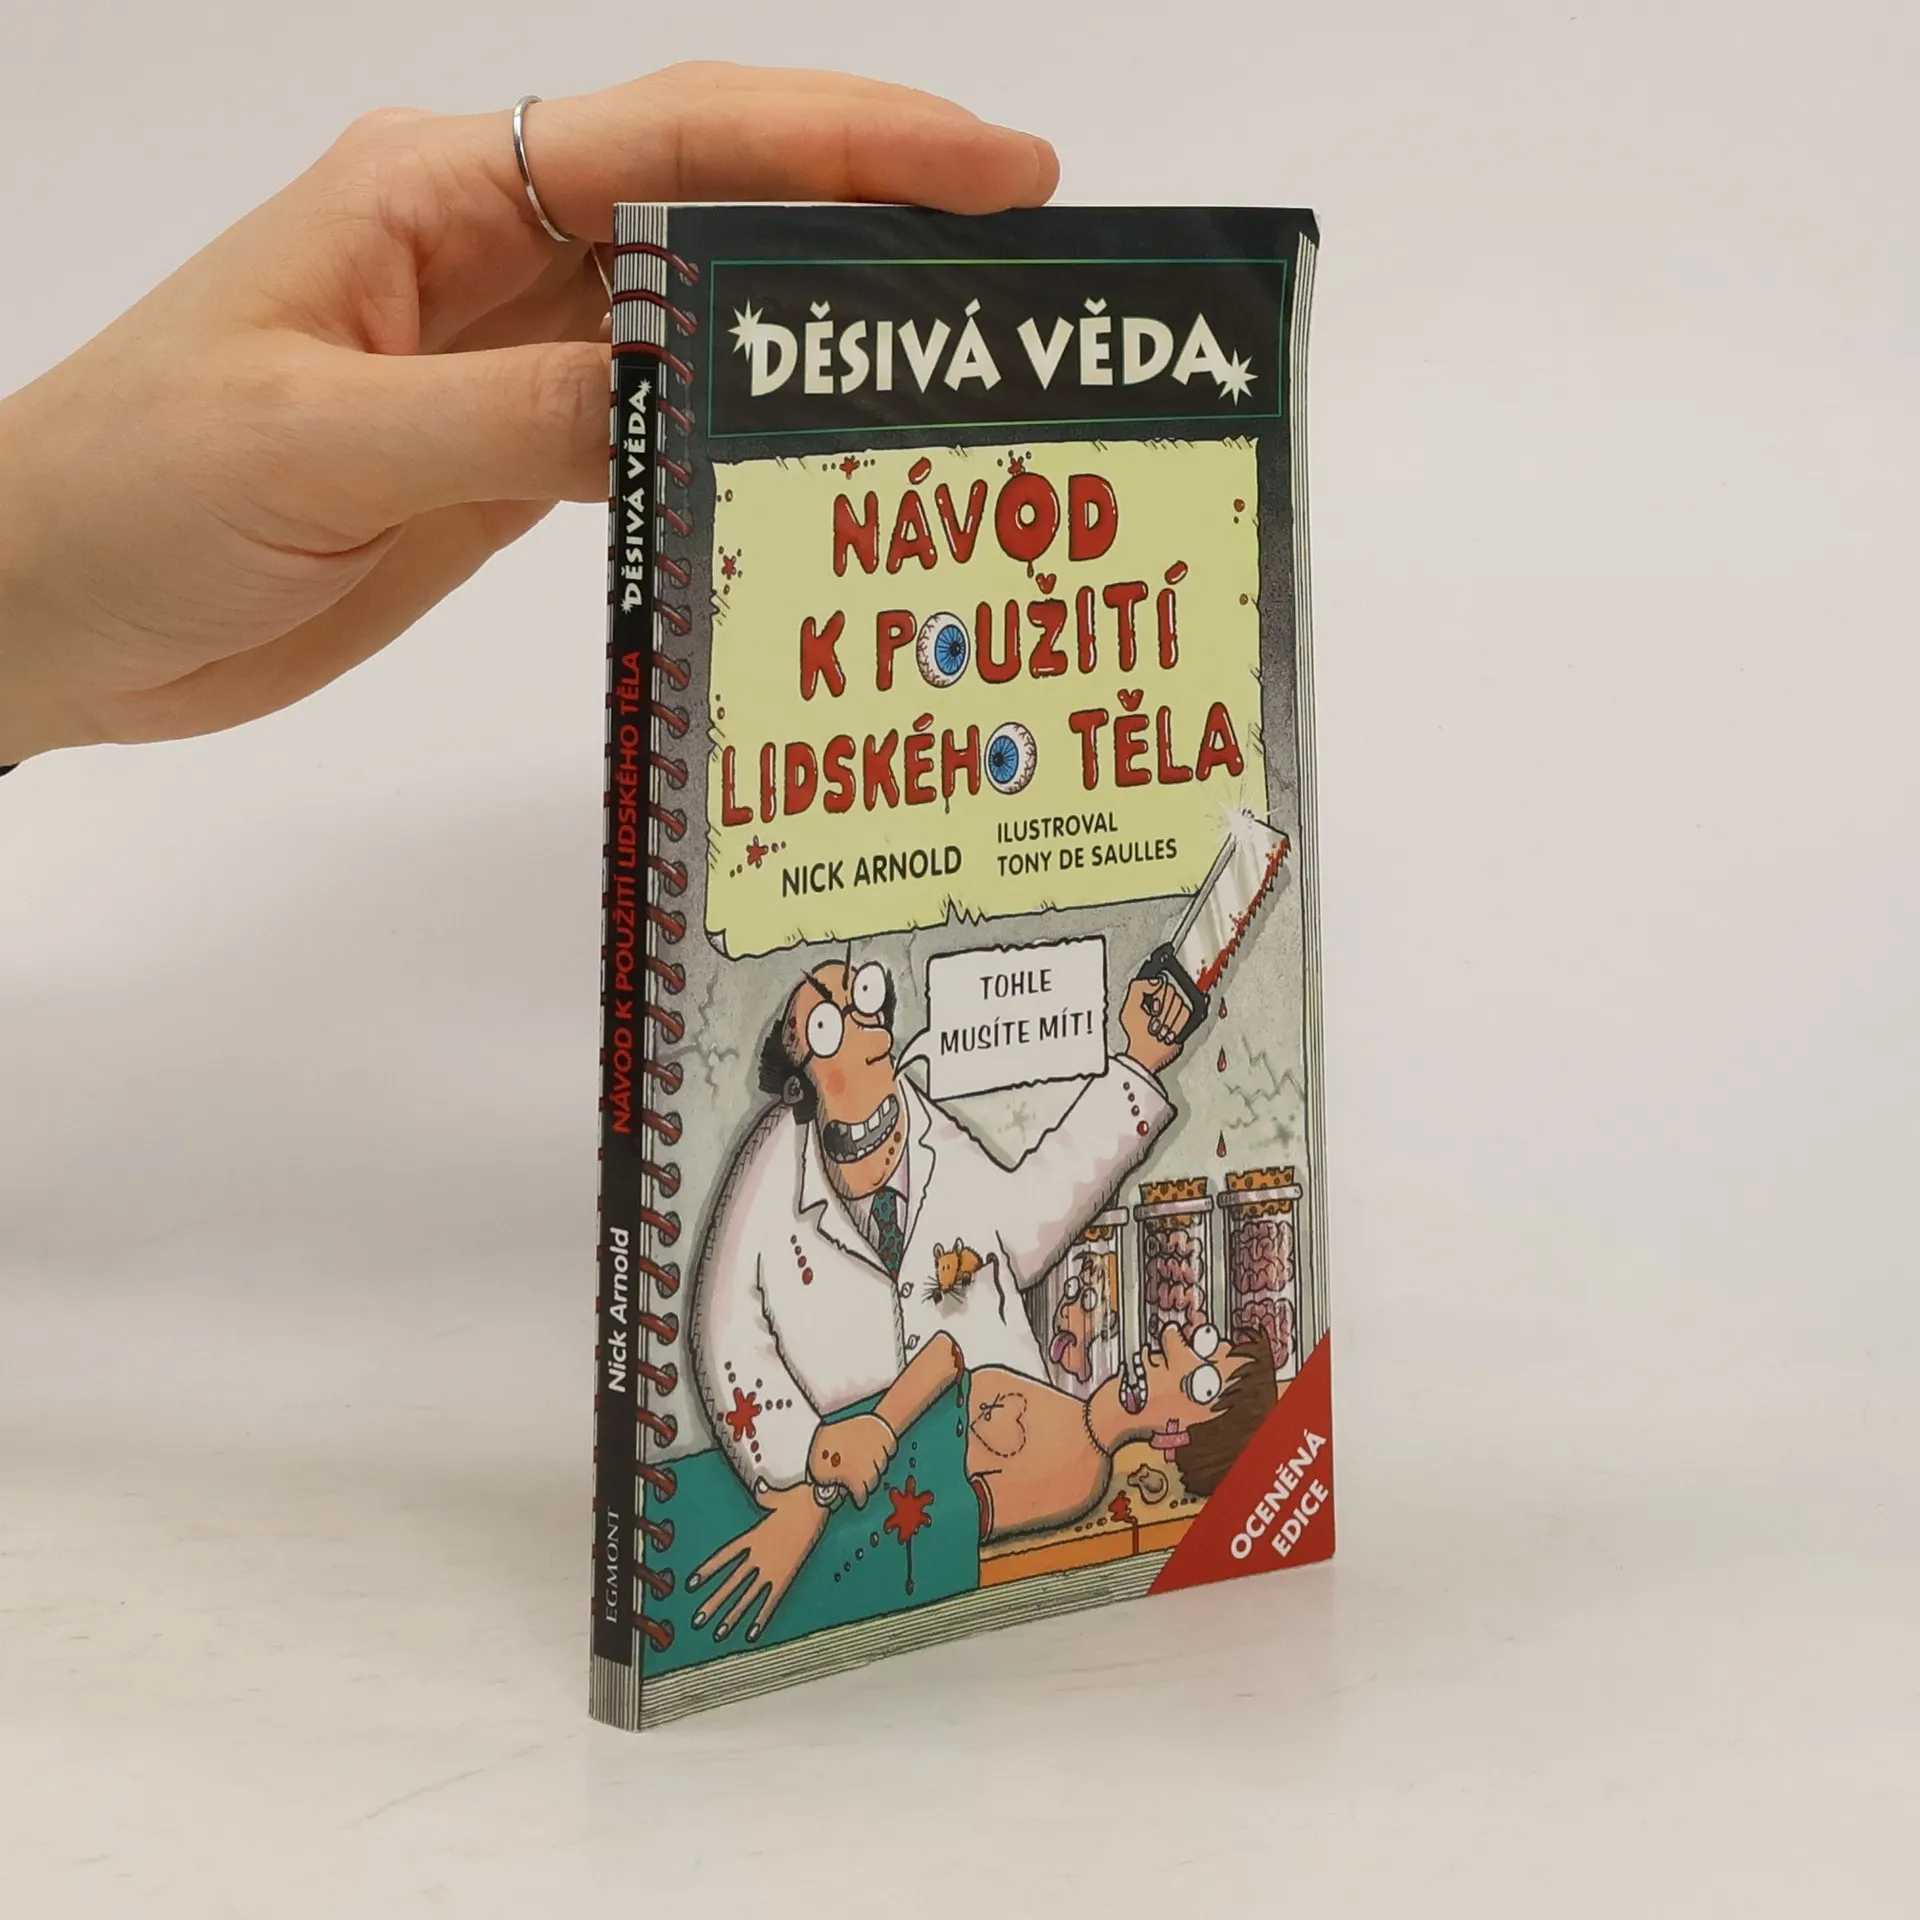 DĚSIVÁ VĚDA
NÁVOD
K POUŽITÍ
LIDSKÉHO TĚLA
NICK ARNOLD
ILUSTROVAL
TONY DE SAULLES
TOHLE
MUSÍTE MÍT!
OCENĚNÁ
EDICE
DĚSIVÁ VĚDA
NÁVOD K POUŽITÍ LIDSKÉHO TĚLA
Nick Arnold
EGMONT